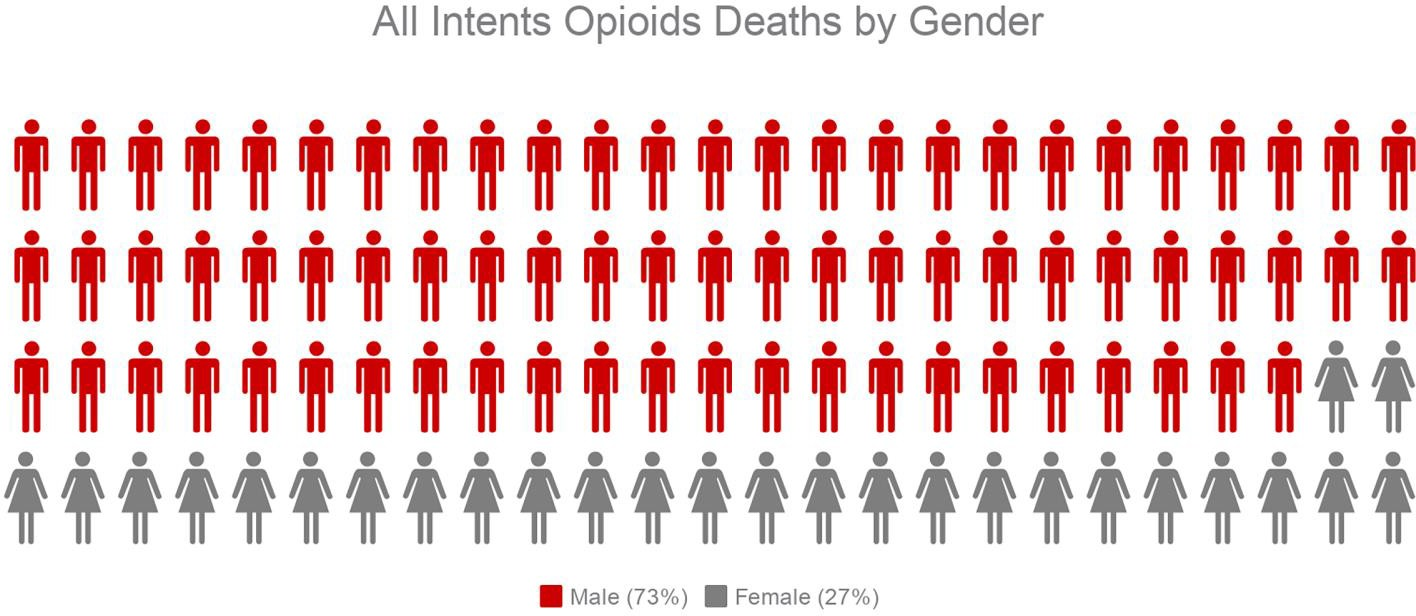 All Intents Opioids Deaths by Gender
Male (73%) Female (27%)